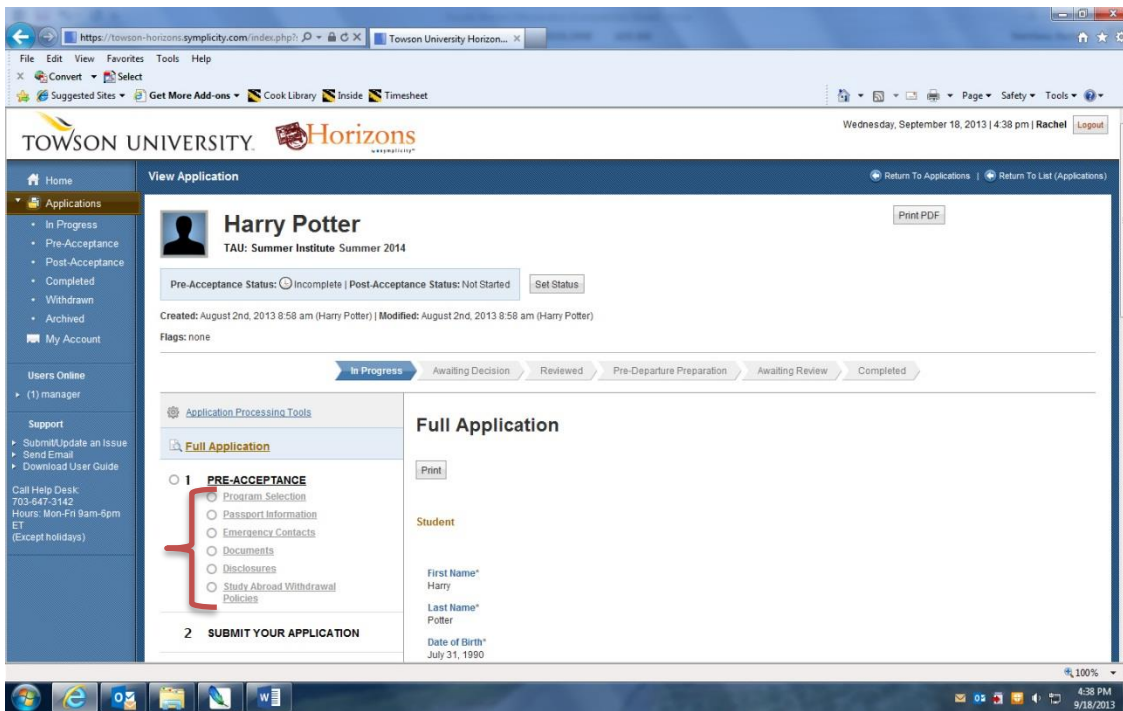 https://towson-horizons.symplicity.com/index.php?: Towson University Horizon...
File Edit View Favorites Tools Help
Convert Select
Suggested Sites Get More Add-ons Cook Library Inside Timesheet Page Safety Tools
TOWSON UNIVERSITY. Horizons
by symplicity
Wednesday, September 18, 2013 | 4:38 pm | Rachel Logout
Home
Applications
• In Progress
• Pre-Acceptance
• Post-Acceptance
• Completed
• Withdrawn
• Archived
My Account
Users Online
(1) manager
Support
Submit/Update an Issue
Send Email
Download User Guide
Call Help Desk:
703-647-3142
Hours: Mon-Fri 9am-6pm
ET
(Except holidays)
View Application Return To Applications | Return To List (Applications)
Harry Potter
TAU: Summer Institute Summer 2014
Print PDF
Pre-Acceptance Status: Incomplete | Post-Acceptance Status: Not Started Set Status
Created: August 2nd, 2013 8:58 am (Harry Potter) | Modified: August 2nd, 2013 8:58 am (Harry Potter)
Flags: none
In Progress Awaiting Decision Reviewed Pre-Departure Preparation Awaiting Review Completed
Application Processing Tools
Full Application
1 PRE-ACCEPTANCE
Program Selection
Passport Information
Emergency Contacts
Documents
Disclosures
Study Abroad Withdrawal
Policies
2 SUBMIT YOUR APPLICATION
Full Application
Print
Student
First Name*
Harry
Last Name*
Potter
Date of Birth*
July 31, 1990
100%
4:38 PM
9/18/2013